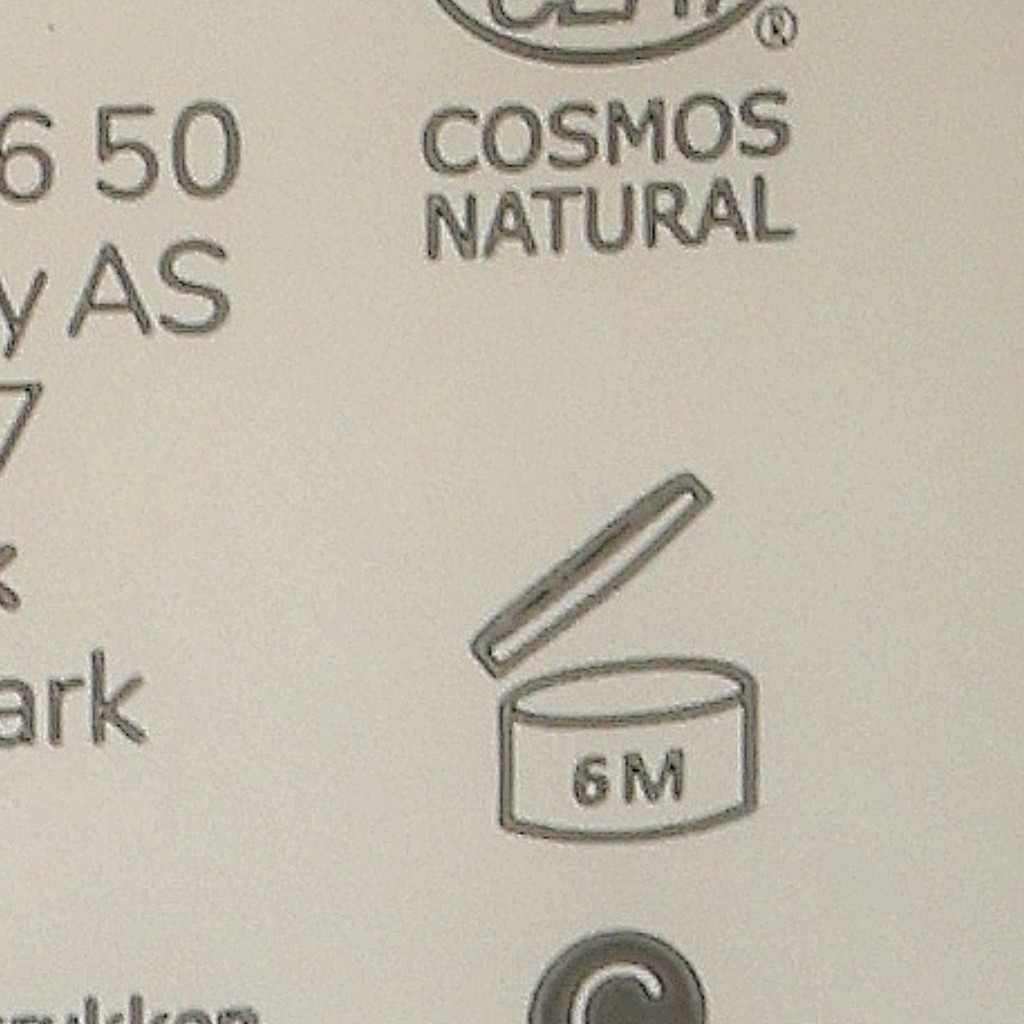 ®
COSMOS
NATURAL
6 50
y AS
7
ark
6M
C